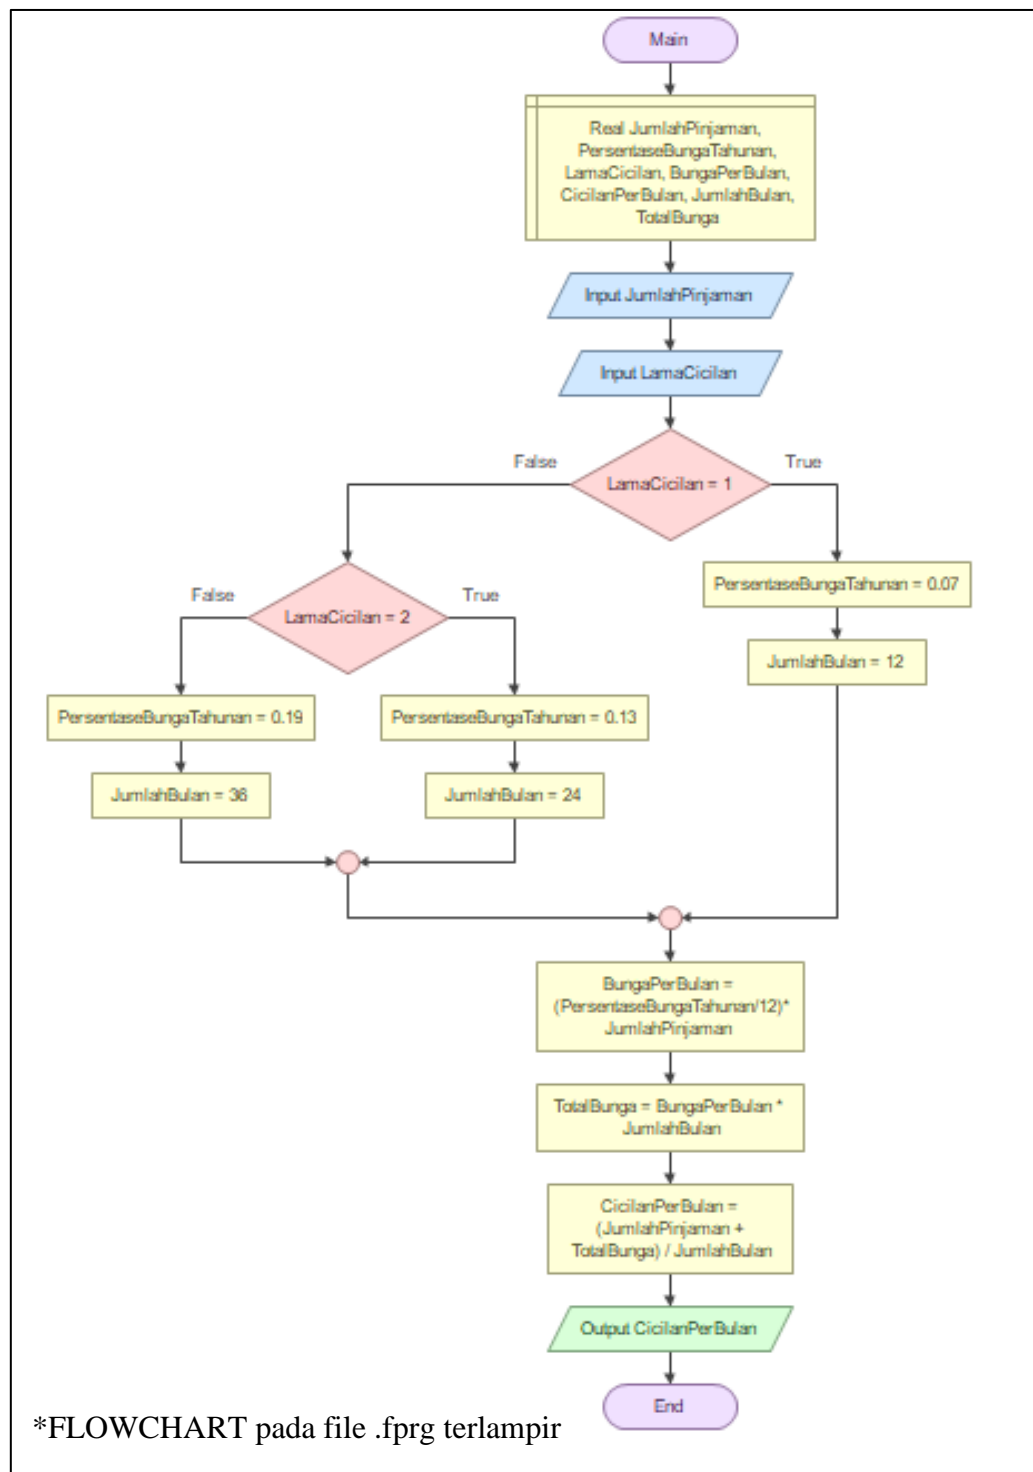 Main
Real JumlahPinjaman,
PersentaseBungaTahunan,
LamaCicilan, BungaPerBulan,
CicilanPerBulan, JumlahBulan,
TotalBunga
Input JumlahPinjaman
Input LamaCicilan
False
True
LamaCicilan = 1
False
True
LamaCicilan = 2
PersentaseBungaTahunan = 0.07
JumlahBulan = 12
PersentaseBungaTahunan = 0.19
PersentaseBungaTahunan = 0.13
JumlahBulan = 36
JumlahBulan = 24
BungaPerBulan =
(PersentaseBungaTahunan/12)*
JumlahPinjaman
TotalBunga = BungaPerBulan *
JumlahBulan
CicilanPerBulan =
(JumlahPinjaman +
TotalBunga) / JumlahBulan
Output CicilanPerBulan
End
*FLOWCHART pada file .fprg terlampir